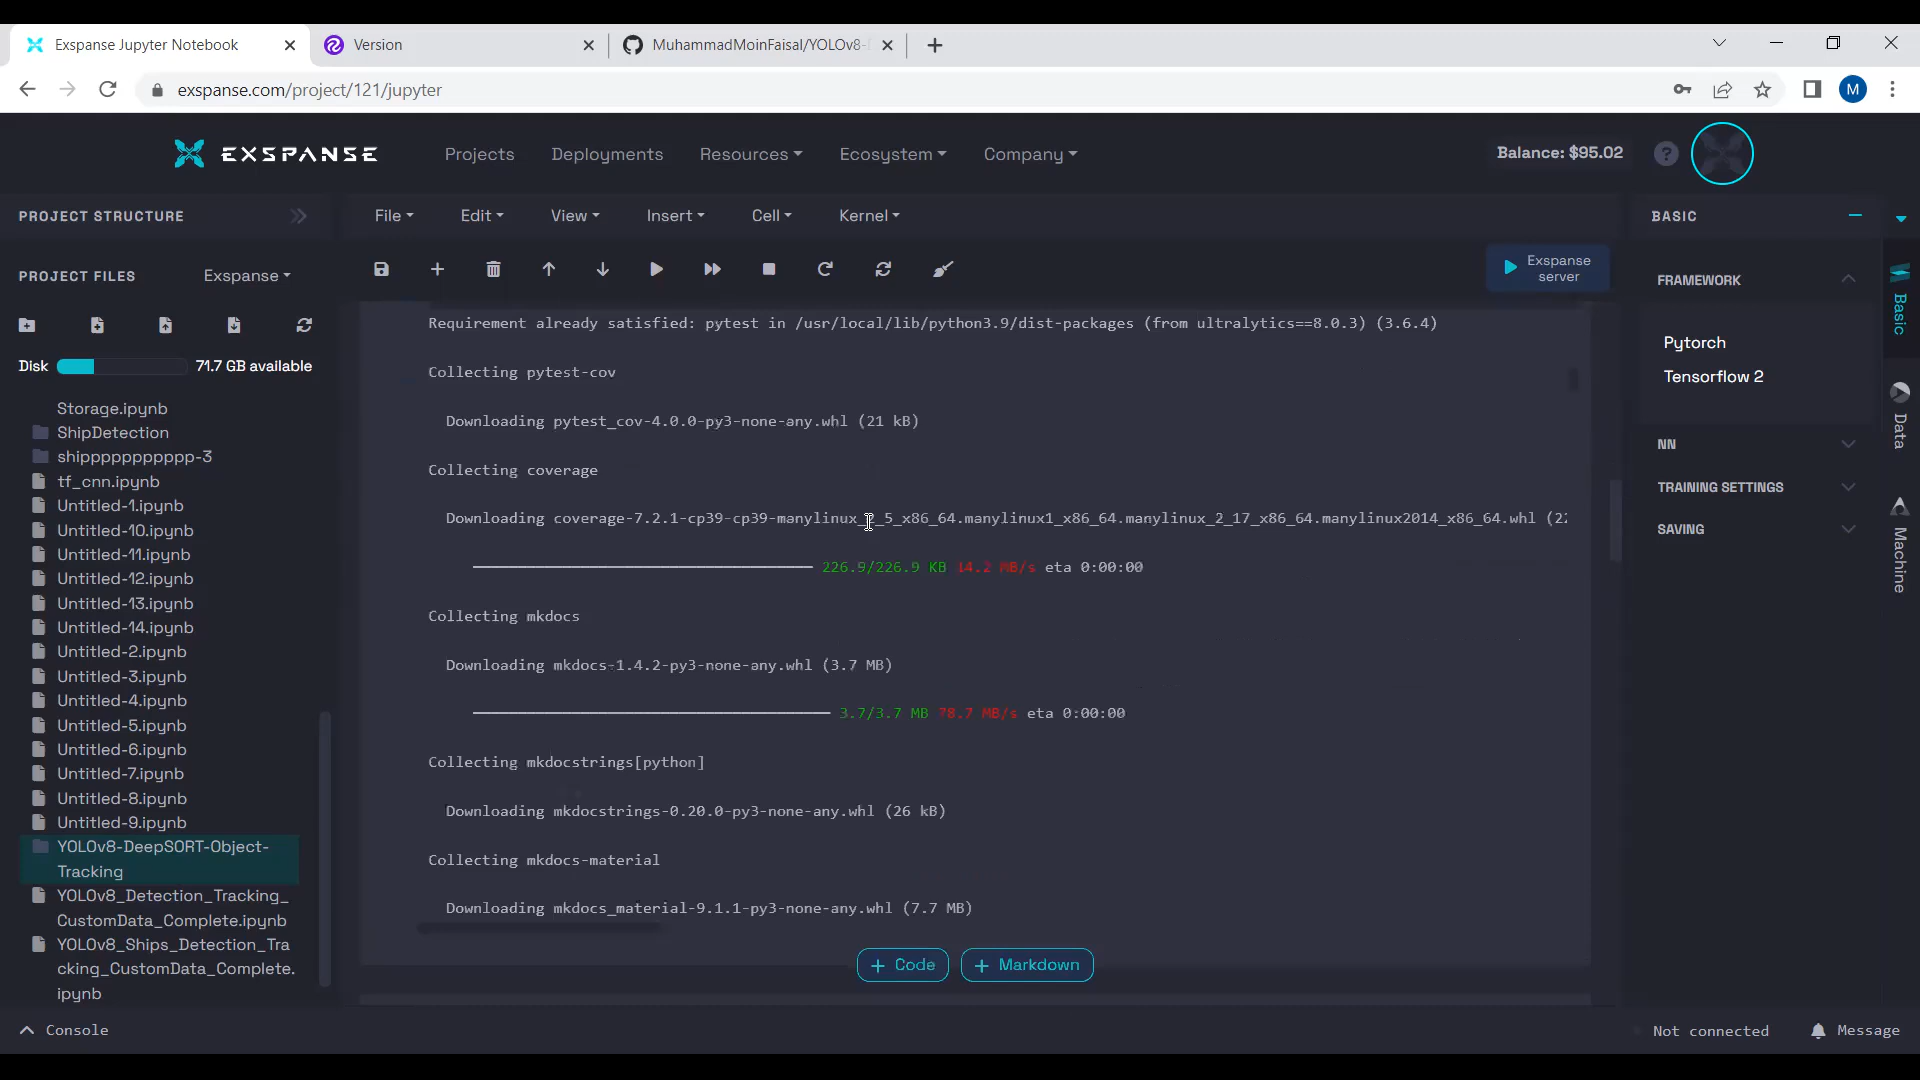 Exspanse Jupyter Notebook
Version
MuhammadMoinFaisal/YOLOv8-
exspanse.com/project/121/jupyter
M
EXSPANSE
Projects
Deployments
Resources
Ecosystem
Company
Balance: $95.02
?
PROJECT STRUCTURE
File
Edit
View
Insert
Cell
Kernel
BASIC
PROJECT FILES
Exspanse
Exspanse
server
Disk
71.7 GB available
Storage.ipynb
ShipDetection
shipppppppppp-3
tf_cnn.ipynb
Untitled-1.ipynb
Untitled-10.ipynb
Untitled-11.ipynb
Untitled-12.ipynb
Untitled-13.ipynb
Untitled-14.ipynb
Untitled-2.ipynb
Untitled-3.ipynb
Untitled-4.ipynb
Untitled-5.ipynb
Untitled-6.ipynb
Untitled-7.ipynb
Untitled-8.ipynb
Untitled-9.ipynb
YOLOv8-DeepSORT-Object-
Tracking
YOLOv8_Detection_Tracking_
CustomData_Complete.ipynb
YOLOv8_Ships_Detection_Tra
cking_CustomData_Complete.
ipynb
Requirement already satisfied: pytest in /usr/local/lib/python3.9/dist-packages (from ultralytics==8.0.3) (3.6.4)
Collecting pytest-cov
Downloading pytest_cov-4.0.0-py3-none-any.whl (21 kB)
Collecting coverage
Downloading coverage-7.2.1-cp39-cp39-manylinux_2_5_x86_64.manylinux1_x86_64.manylinux_2_17_x86_64.manylinux2014_x86_64.whl (22
226.9/226.9 KB 14.2 MB/s eta 0:00:00
Collecting mkdocs
Downloading mkdocs-1.4.2-py3-none-any.whl (3.7 MB)
3.7/3.7 MB 78.7 MB/s eta 0:00:00
Collecting mkdocstrings[python]
Downloading mkdocstrings-0.20.0-py3-none-any.whl (26 kB)
Collecting mkdocs-material
Downloading mkdocs_material-9.1.1-py3-none-any.whl (7.7 MB)
+ Code
+ Markdown
FRAMEWORK
Pytorch
Tensorflow 2
NN
TRAINING SETTINGS
SAVING
Basic
Data
Machine
Console
Not connected
Message